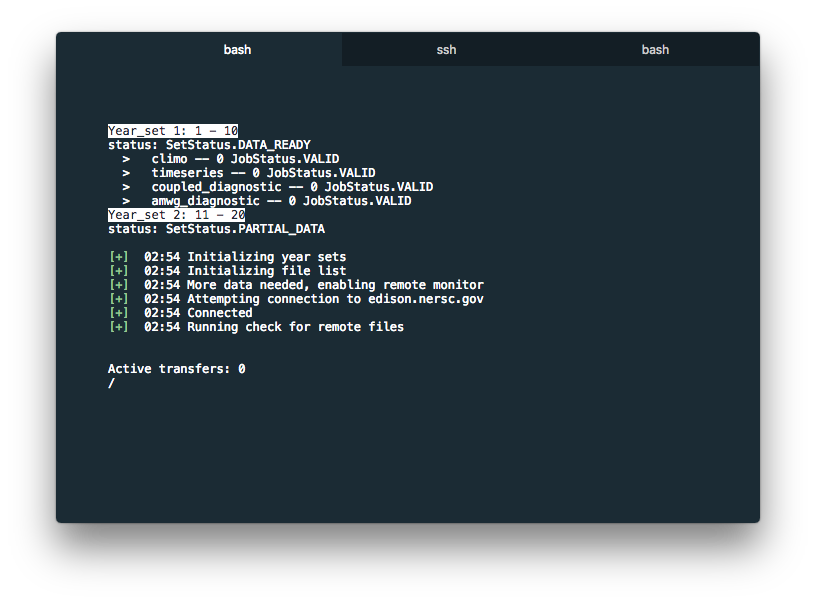 bash ssh bash
Year_set 1: 1 - 10
status: SetStatus.DATA_READY
> climo -- 0 JobStatus.VALID
> timeseries -- 0 JobStatus.VALID
> coupled_diagnostic -- 0 JobStatus.VALID
> amwg_diagnostic -- 0 JobStatus.VALID
Year_set 2: 11 - 20
status: SetStatus.PARTIAL_DATA
[+] 02:54 Initializing year sets
[+] 02:54 Initializing file list
[+] 02:54 More data needed, enabling remote monitor
[+] 02:54 Attempting connection to edison.nersc.gov
[+] 02:54 Connected
[+] 02:54 Running check for remote files
Active transfers: 0
/